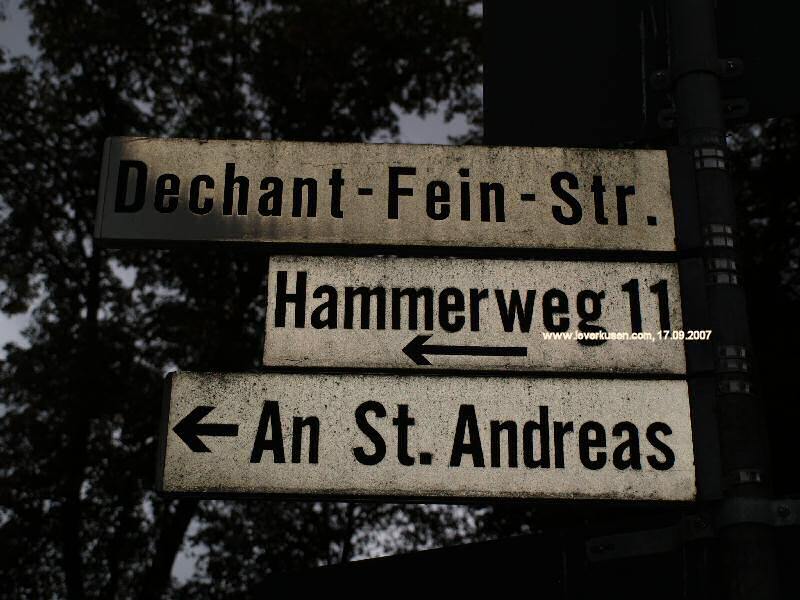 Dechant-Fein-Str.
Hammerweg 11
www.leverkusen.com, 17.09.2007
←
← An St. Andreas